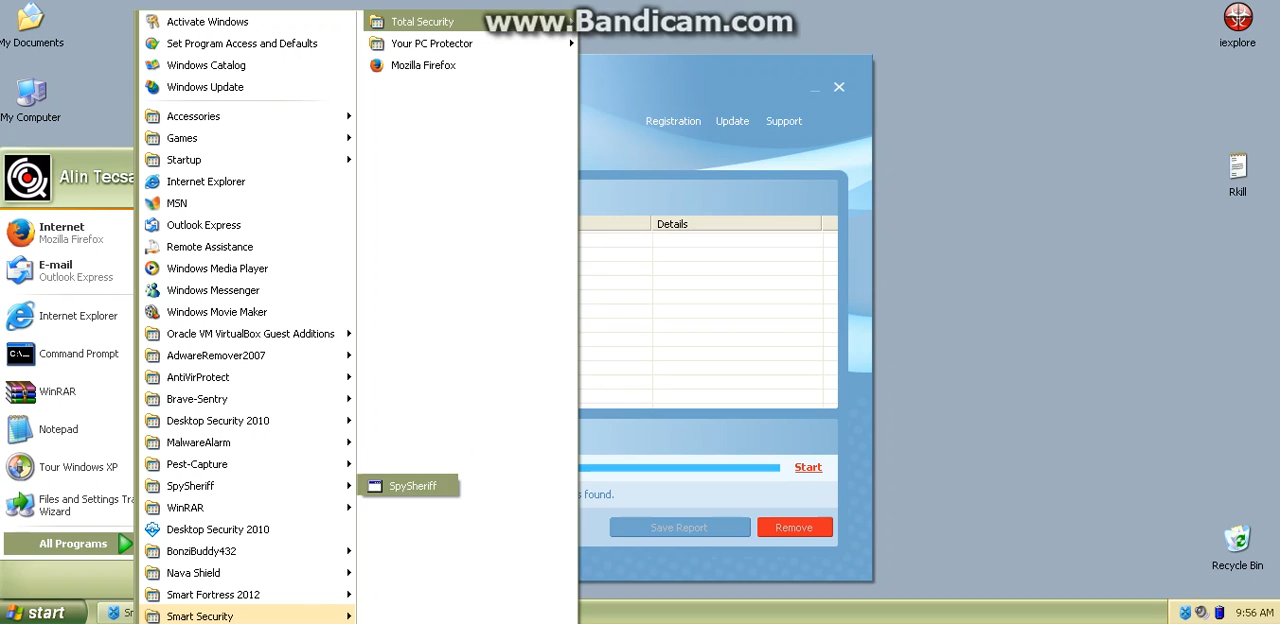 www.Bandicam.com
My Documents
My Computer
Alin Tecsa
Internet
Mozilla Firefox
E-mail
Outlook Express
Internet Explorer
Command Prompt
C:\
WinRAR
Notepad
Tour Windows XP
Files and Settings Tra
Wizard
All Programs
start
Activate Windows
Set Program Access and Defaults
Windows Catalog
Windows Update
Accessories
Games
Startup
Internet Explorer
MSN
Outlook Express
Remote Assistance
Windows Media Player
Windows Messenger
Windows Movie Maker
Oracle VM VirtualBox Guest Additions
AdwareRemover2007
AntiVirProtect
Brave-Sentry
Desktop Security 2010
MalwareAlarm
Pest-Capture
SpySheriff
WinRAR
Desktop Security 2010
BonziBuddy432
Nava Shield
Smart Fortress 2012
Smart Security
Total Security
Your PC Protector
Mozilla Firefox
SpySheriff
Registration Update Support
Details
Start
s found.
Save Report Remove
iexplore
Rkill
Recycle Bin
9:56 AM